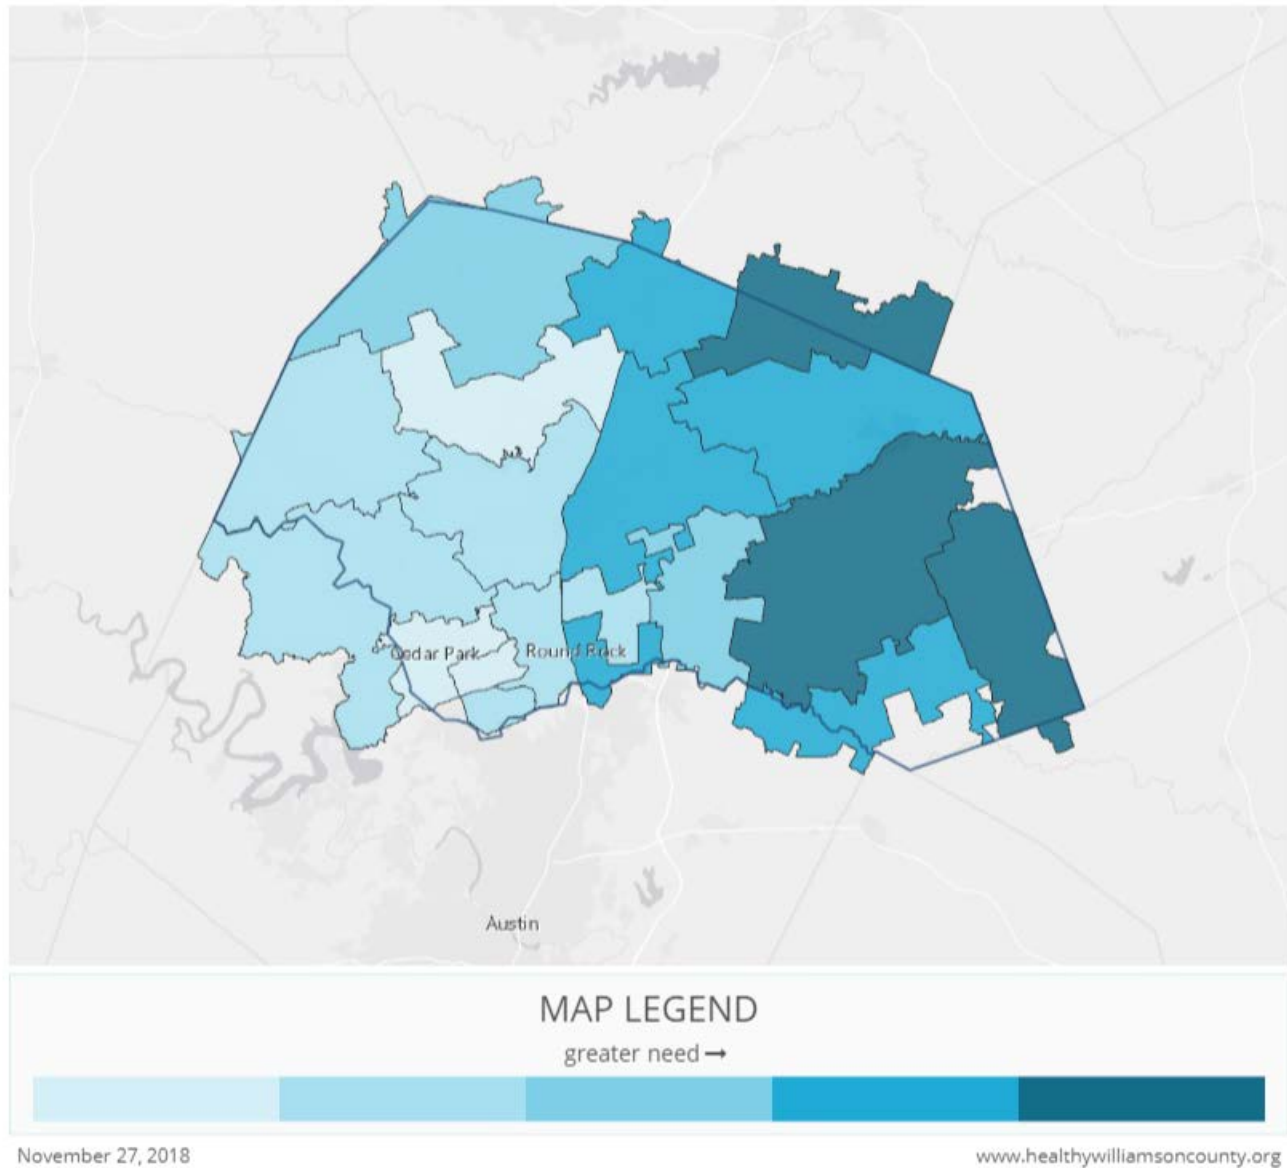 Cedar Park
Round Rock
Austin
MAP LEGEND
greater need →
November 27, 2018
www.healthywilliamsoncounty.org